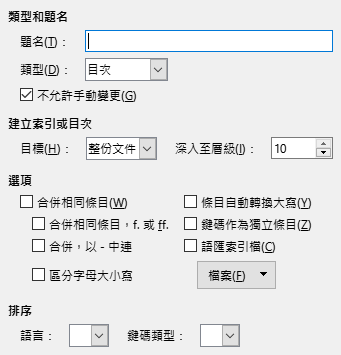 類型和題名
題名(T)：
類型(D)： 目次
不允許手動變更(G)
建立索引或目次
目標(H)： 整份文件 深入至層級(I)： 10
選項
合併相同條目(W) 條目自動轉換大寫(Y)
合併相同條目，f. 或 ff. 鍵碼作為獨立條目(Z)
合併，以 - 中連 語匯索引檔(C)
區分字母大小寫 檔案(F)
排序
語言： 鍵碼類型：